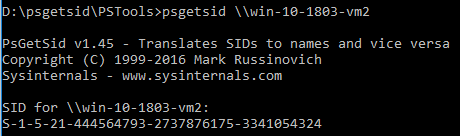 D:\psgetsid\PSTools>psgetsid \\win-10-1803-vm2
PsGetSid v1.45 - Translates SIDs to names and vice versa
Copyright (C) 1999-2016 Mark Russinovich
Sysinternals - www.sysinternals.com
SID for \\win-10-1803-vm2:
S-1-5-21-444564793-2737876175-3341054324